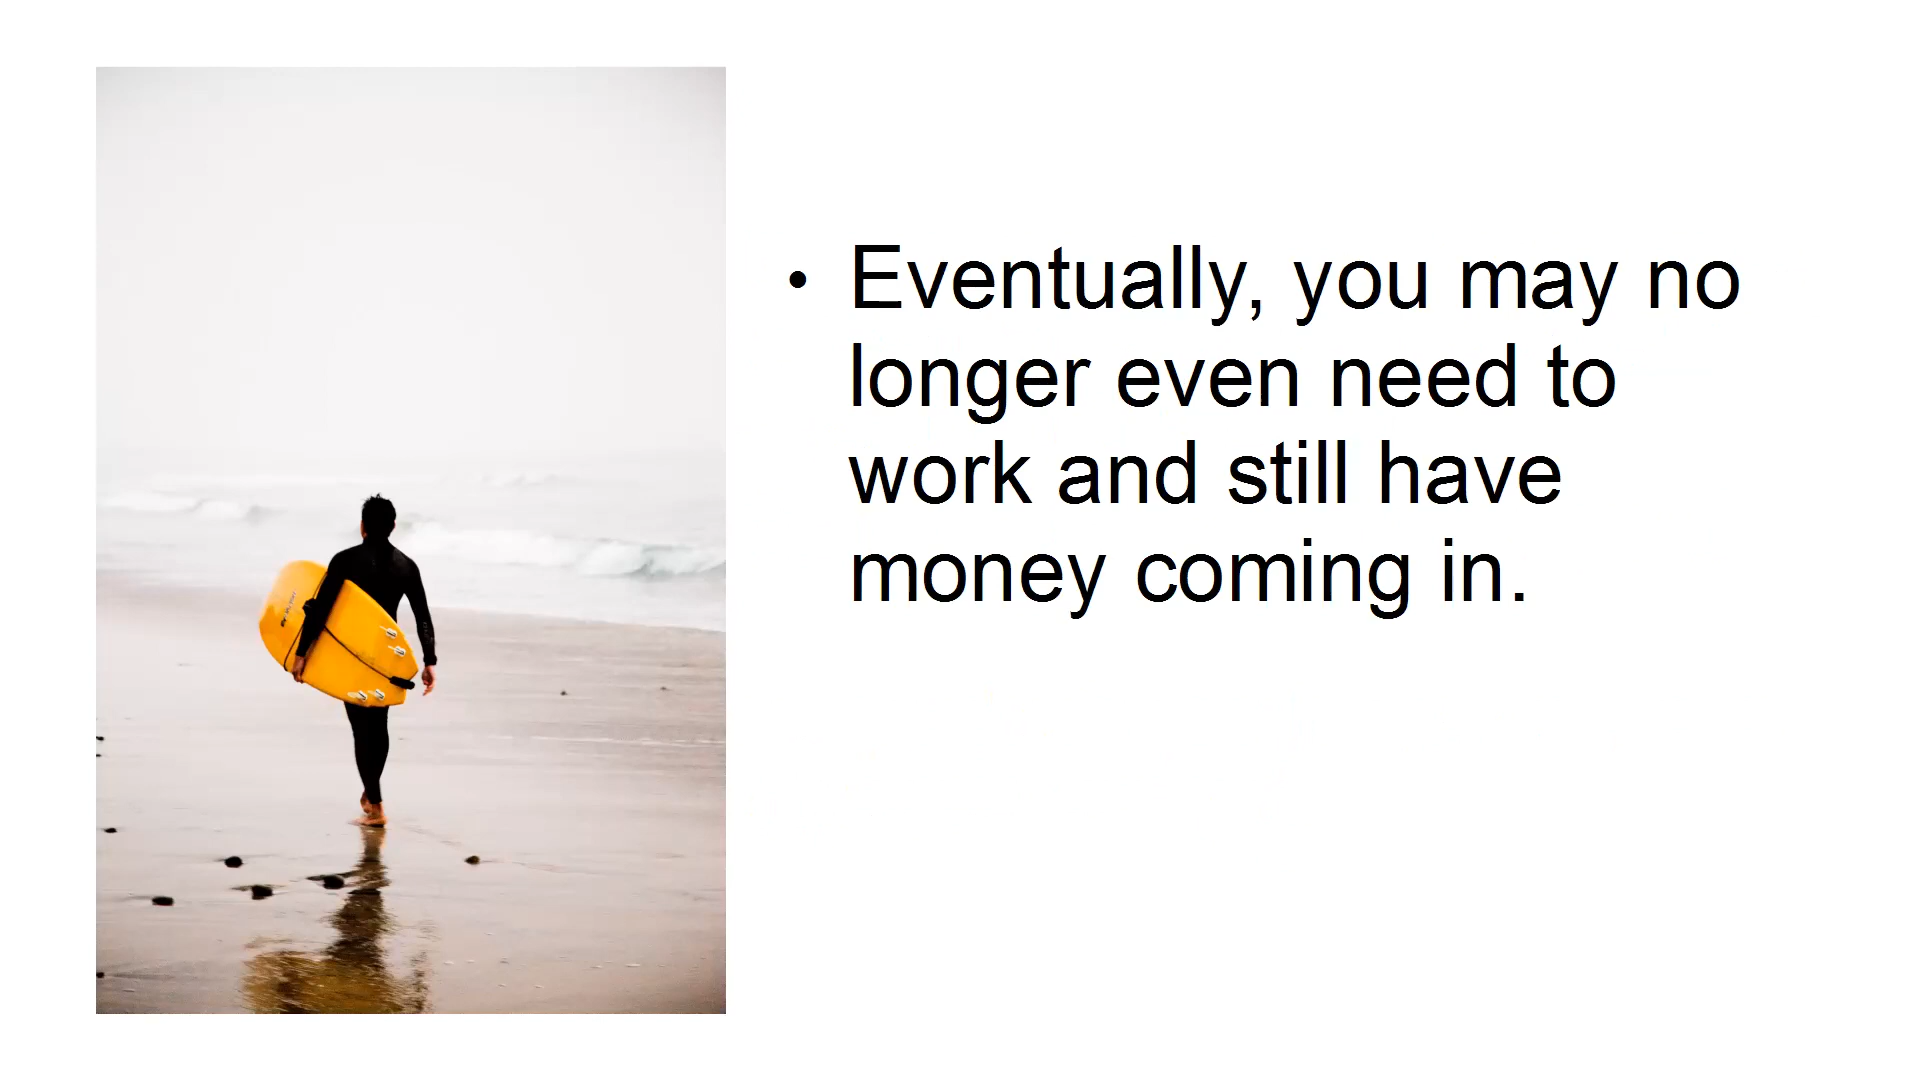 • Eventually, you may no
longer even need to
work and still have
money coming in.